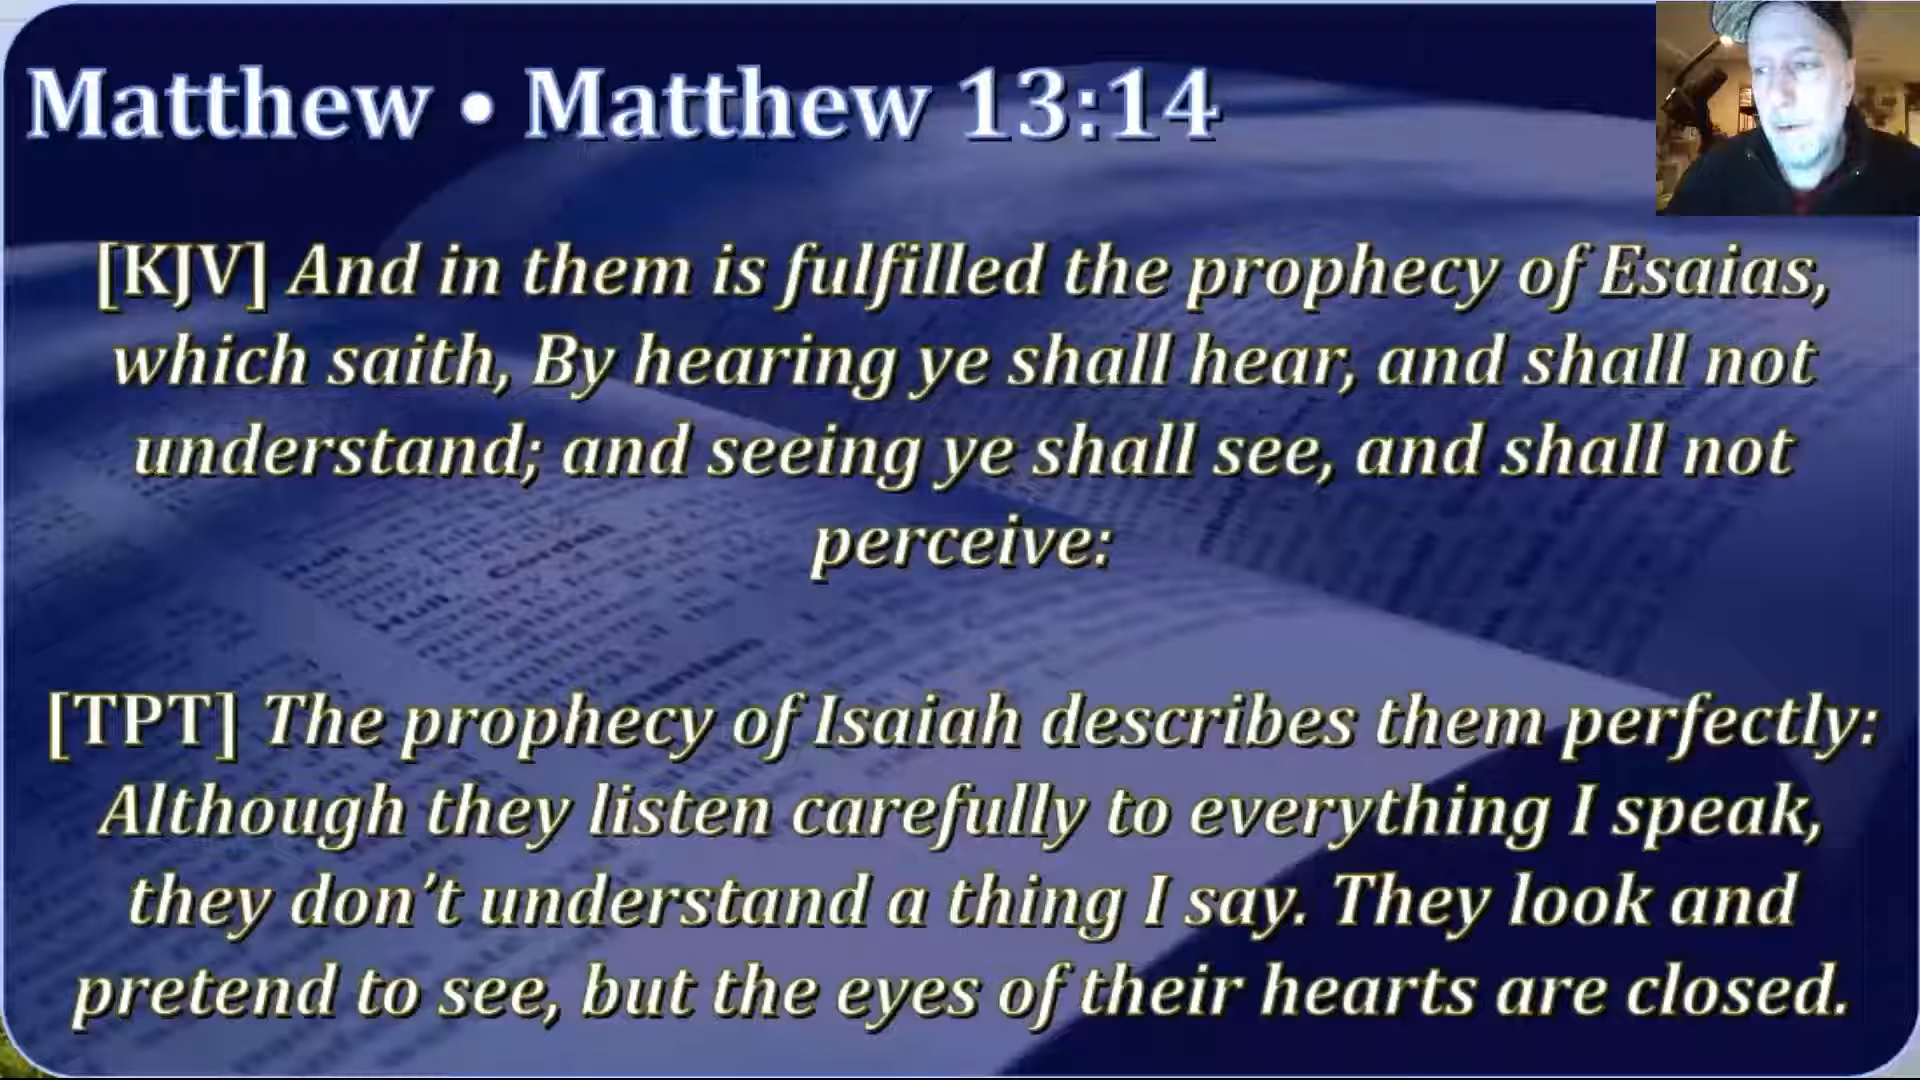 Matthew • Matthew 13:14
[KJV] And in them is fulfilled the prophecy of Esaias,
which saith, By hearing ye shall hear, and shall not
understand; and seeing ye shall see, and shall not
perceive:
[TPT] The prophecy of Isaiah describes them perfectly:
Although they listen carefully to everything I speak,
they don’t understand a thing I say. They look and
pretend to see, but the eyes of their hearts are closed.